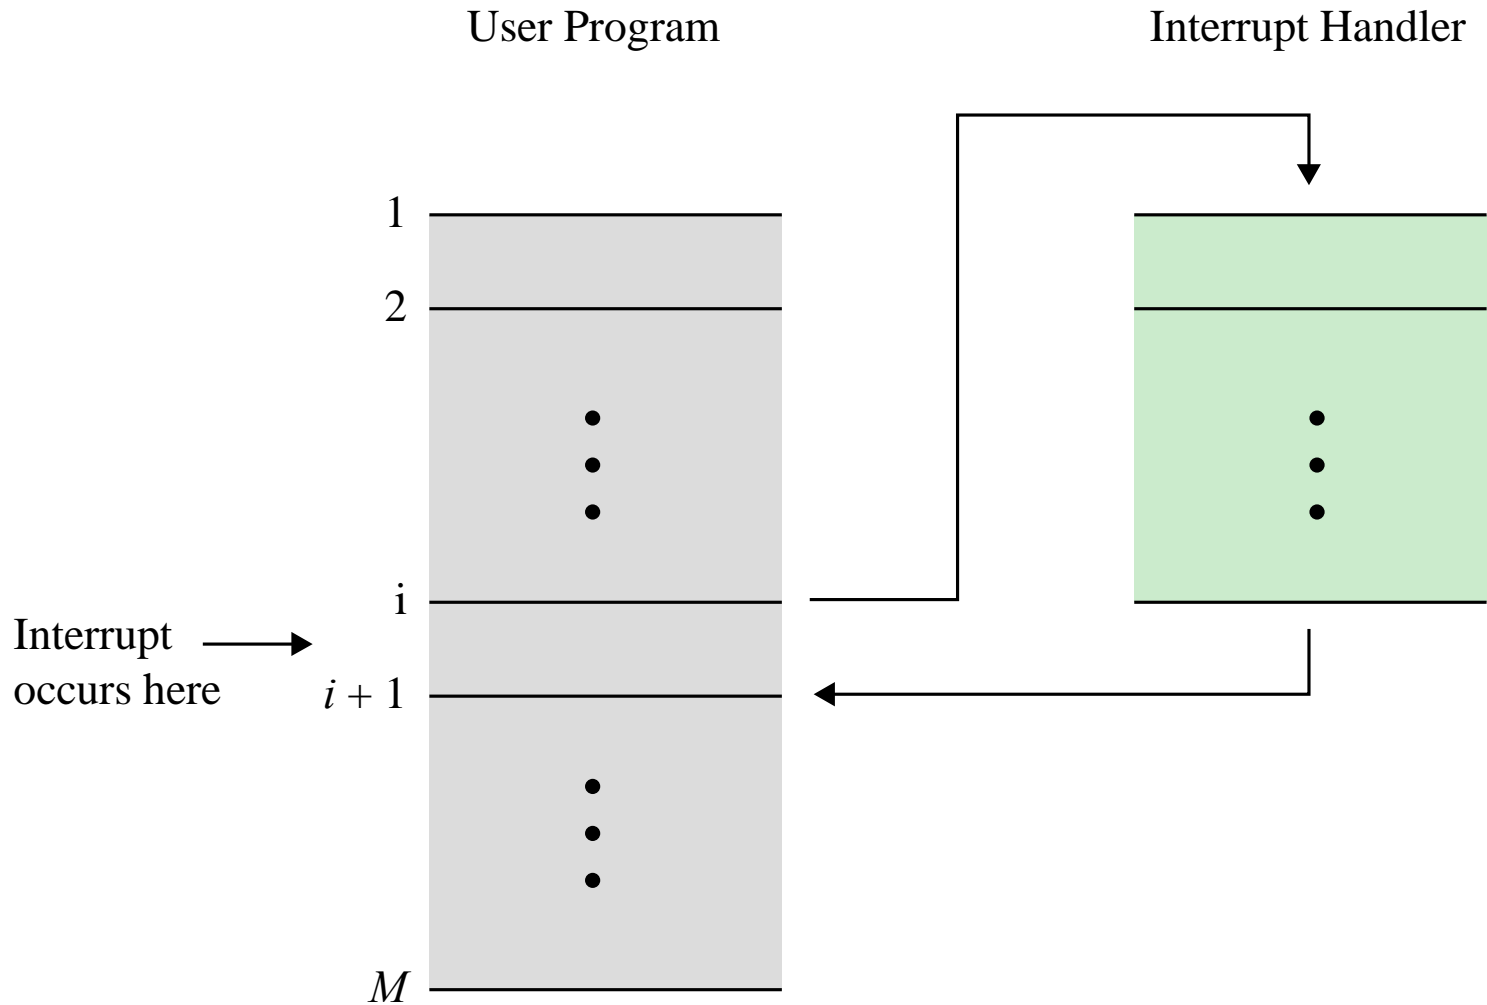 User Program
Interrupt Handler
1
2
i
Interrupt
occurs here
i + 1
M